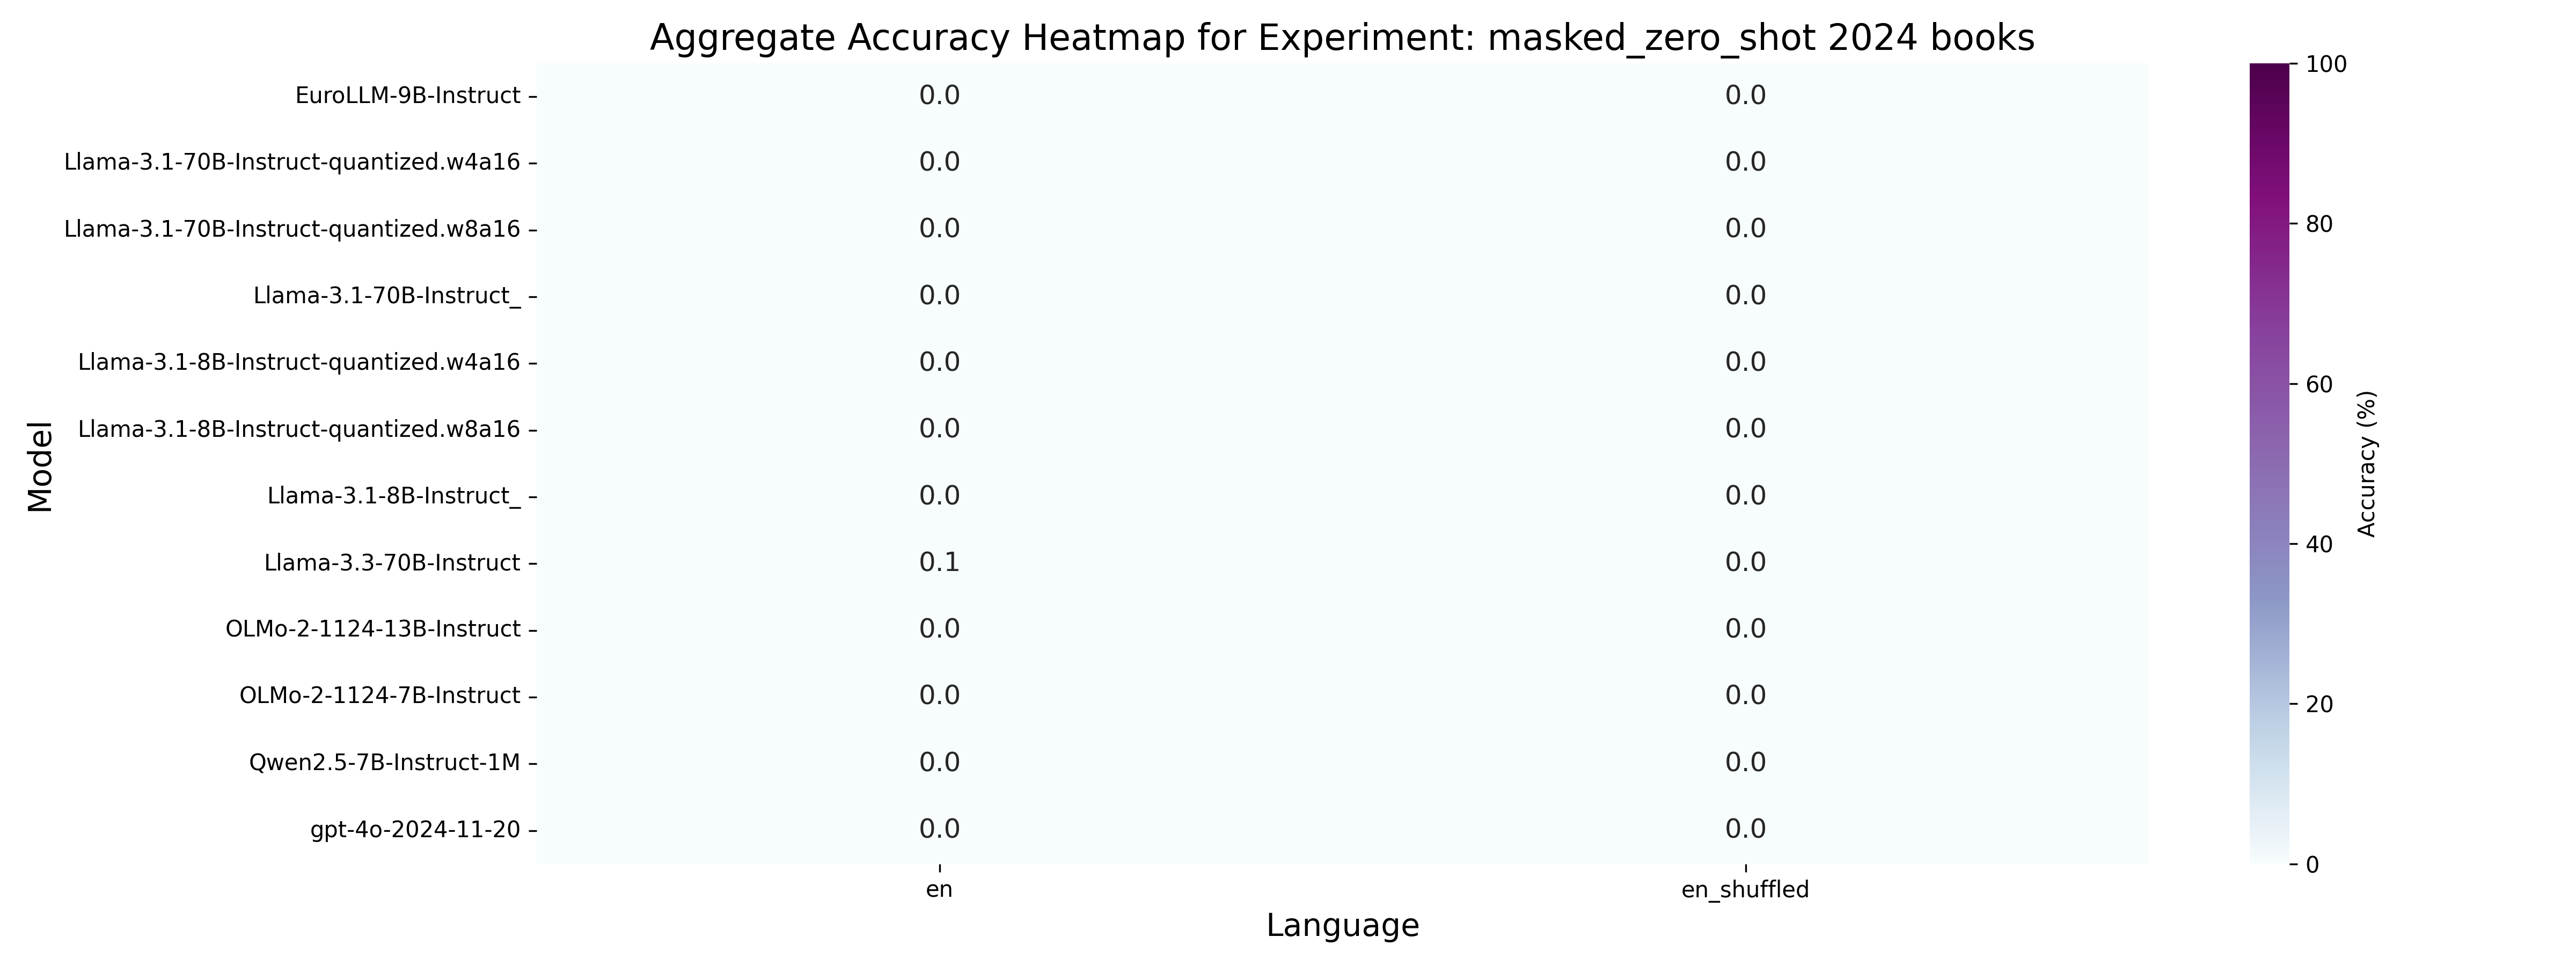 Aggregate Accuracy Heatmap for Experiment: masked_zero_shot 2024 books
Model
EuroLLM-9B-Instruct 0.0 0.0
Llama-3.1-70B-Instruct-quantized.w4a16 0.0 0.0
Llama-3.1-70B-Instruct-quantized.w8a16 0.0 0.0
Llama-3.1-70B-Instruct_ 0.0 0.0
Llama-3.1-8B-Instruct-quantized.w4a16 0.0 0.0
Llama-3.1-8B-Instruct-quantized.w8a16 0.0 0.0
Llama-3.1-8B-Instruct_ 0.0 0.0
Llama-3.3-70B-Instruct 0.1 0.0
OLMo-2-1124-13B-Instruct 0.0 0.0
OLMo-2-1124-7B-Instruct 0.0 0.0
Qwen2.5-7B-Instruct-1M 0.0 0.0
gpt-4o-2024-11-20 0.0 0.0
en en_shuffled
Language
100
80
60
40
20
0
Accuracy (%)